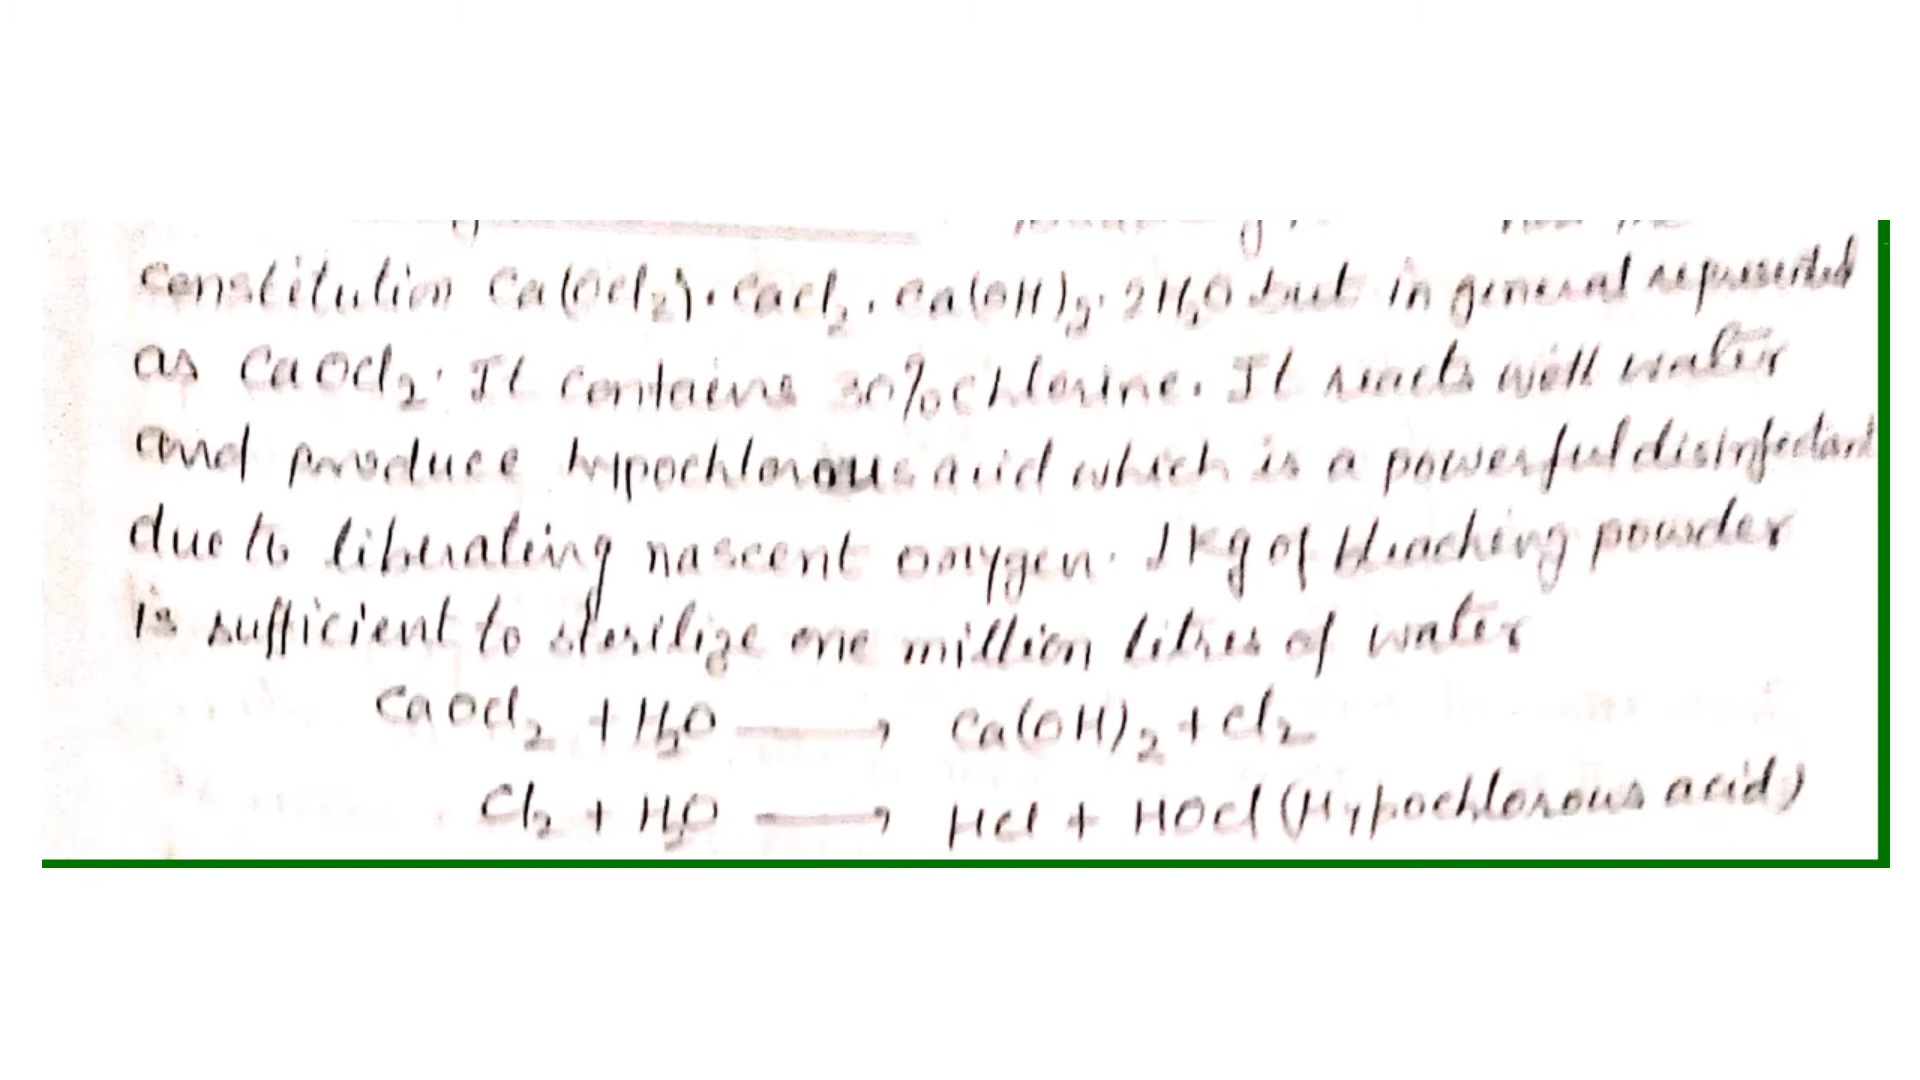 constitution Ca(OCl2).CaCl2.Ca(OH)2.2H2O but in general represented
as CaOCl2. It contains 30% chlorine. It reacts well water
and produce hypochlorous acid which is a powerful disinfectant
due to liberating nascent oxygen. 1 kg of bleaching powder
is sufficient to sterilize one million litres of water
CaOCl2 + H2O ⟶ Ca(OH)2 + Cl2
Cl2 + H2O ⟶ HCl + HOCl (Hypochlorous acid)